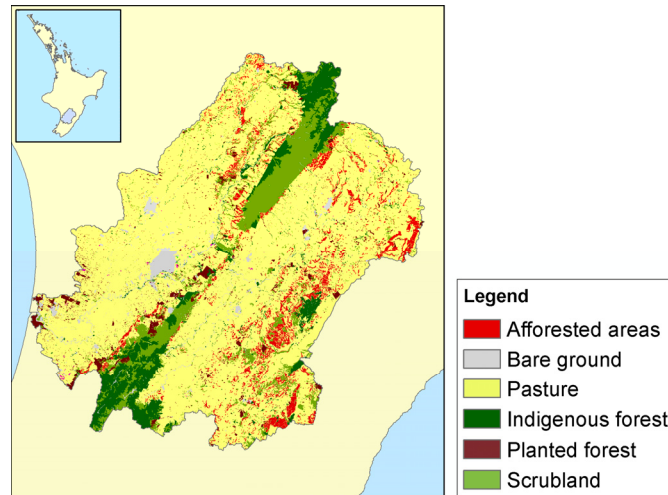 Legend
Afforested areas
Bare ground
Pasture
Indigenous forest
Planted forest
Scrubland